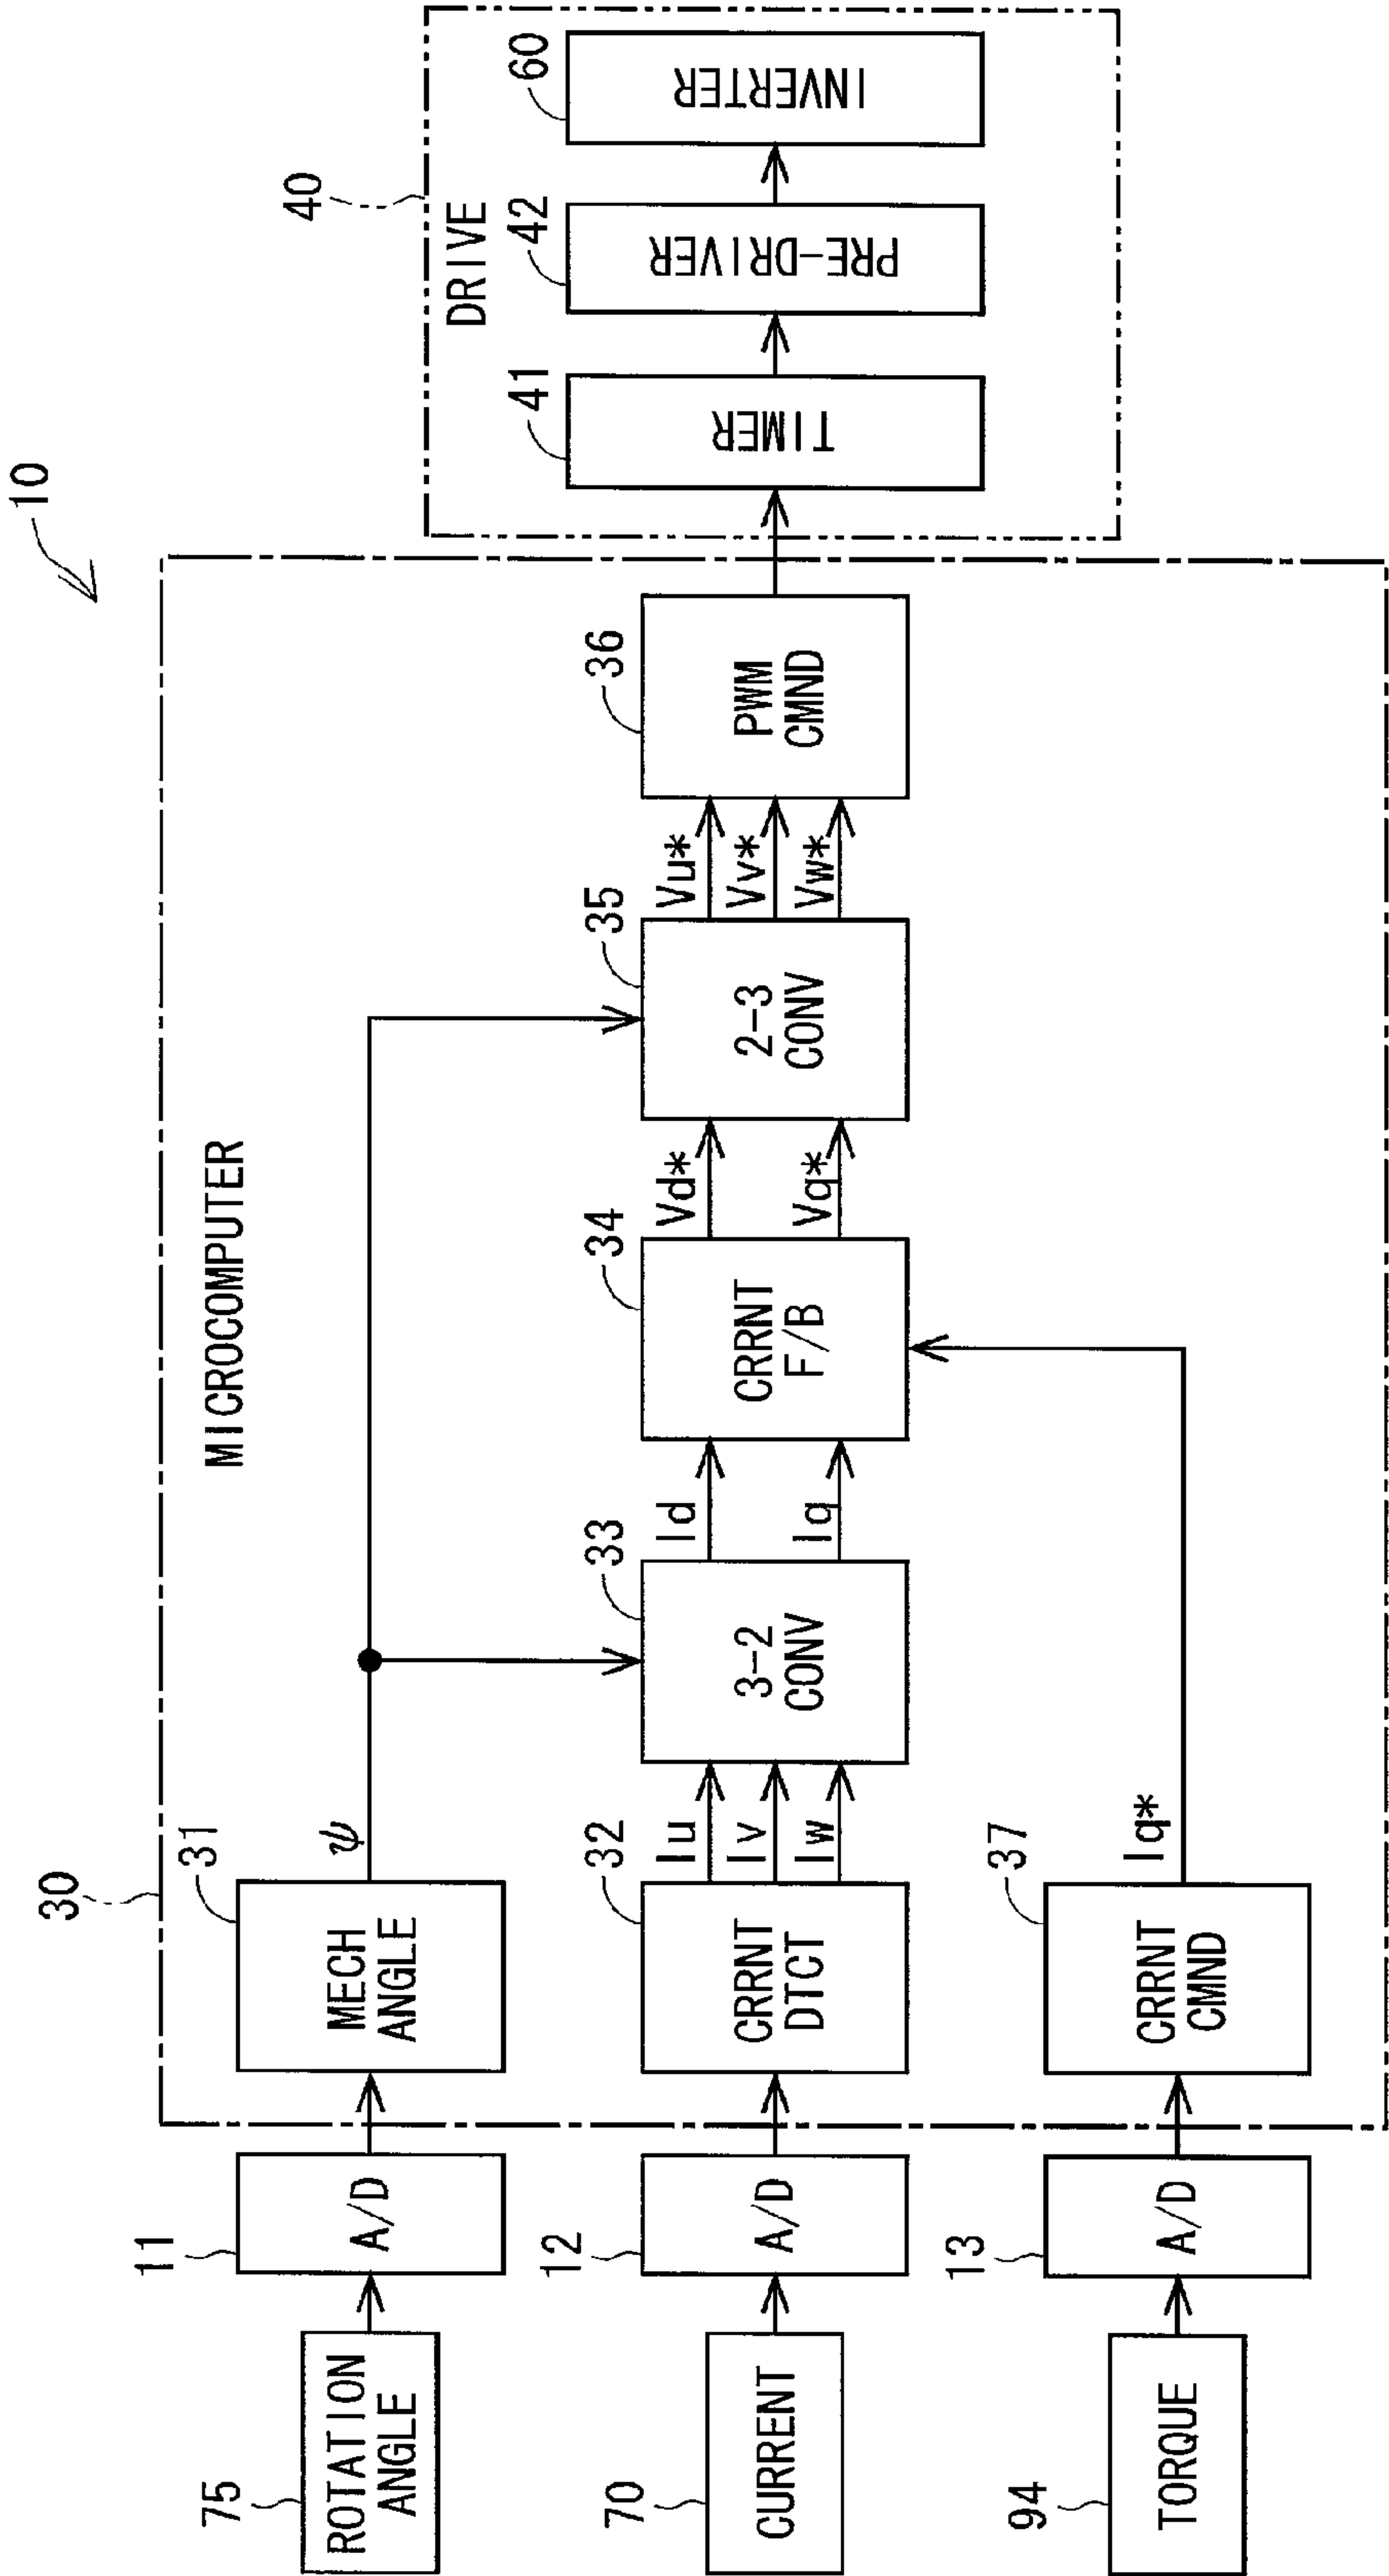 10
30
MICROCOMPUTER
40
DRIVE
75
ROTATION
ANGLE
11
A/D
31
MECH
ANGLE
ψ
70
CURRENT
12
A/D
32
CRRNT
DTCT
Iu
Iv
Iw
33
3-2
CONV
Id
Iq
34
CRRNT
F/B
Vd*
Vq*
35
2-3
CONV
Vu*
Vv*
Vw*
36
PWM
CMND
41
TIMER
42
PRE-DRIVER
60
INVERTER
94
TORQUE
13
A/D
37
CRRNT
CMND
Iq*